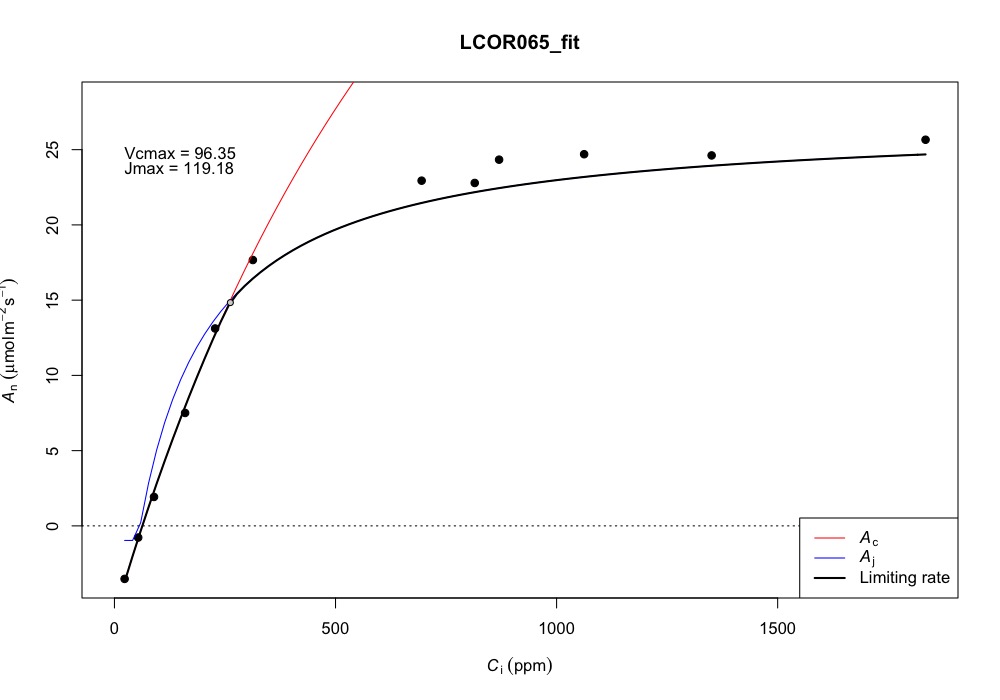 LCOR065_fit
Vcmax = 96.35
Jmax = 119.18
25
20
15
10
5
0
An (μmolm−2s−1)
0 500 1000 1500
Ci (ppm)
Ac
Aj
Limiting rate